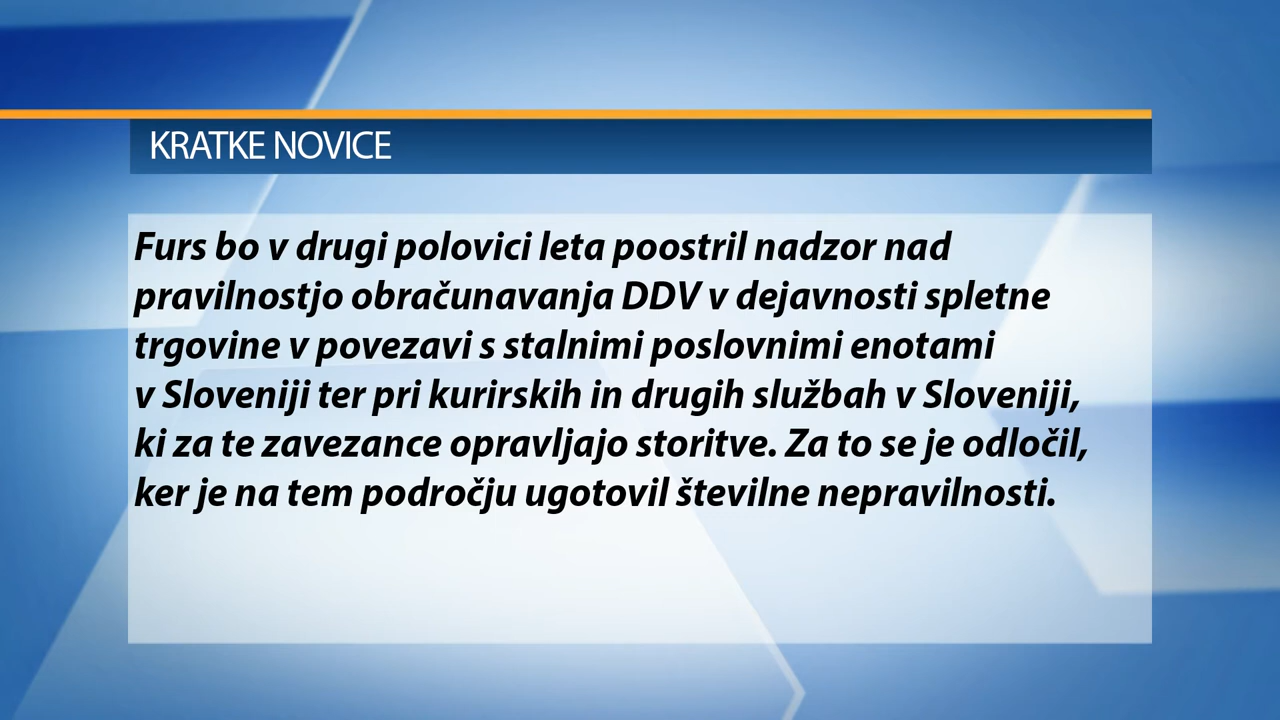 KRATKE NOVICE
Furs bo v drugi polovici leta poostril nadzor nad
pravilnostjo obračunavanja DDV v dejavnosti spletne
trgovine v povezavi s stalnimi poslovnimi enotami
v Sloveniji ter pri kurirskih in drugih službah v Sloveniji,
ki za te zavezance opravljajo storitve. Za to se je odločil,
ker je na tem področju ugotovil številne nepravilnosti.